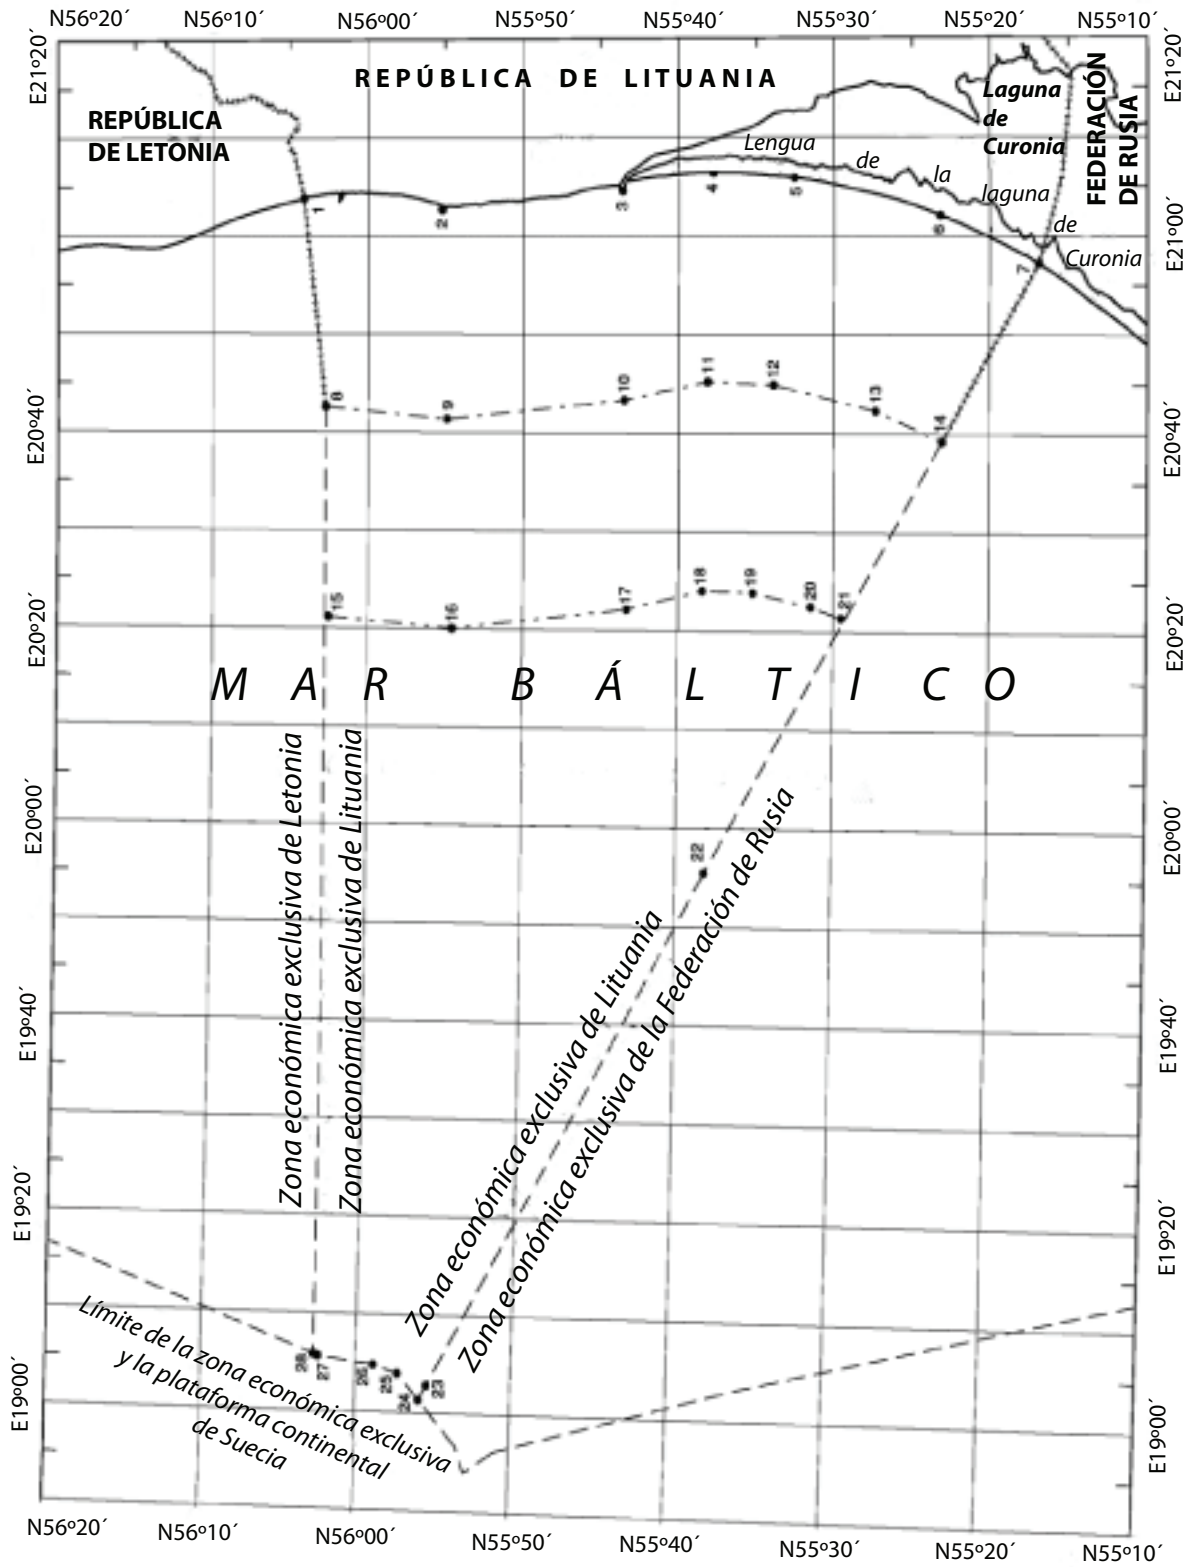 N56º20´ N56º10´ N56º00´ N55º50´ N55º40´ N55º30´ N55º20´ N55º10´
E21º20´
E21º20´
REPÚBLICA DE LITUANIA
REPÚBLICA
DE LETONIA
Laguna
de
Curonia
FEDERACIÓN
DE RUSIA
Lengua
de
la
laguna
de
Curonia
1
2
3
4
5
6
7
E21º00´
8
9
10
11
12
13
14
E20º40´
E20º40´
15
16
17
18
19
20
21
E20º20´
E20º20´
MAR BÁLTICO
Zona económica exclusiva de Letonia
Zona económica exclusiva de Lituania
E20º00´
E20º00´
22
Zona económica exclusiva de Lituania
Zona económica exclusiva de la Federación de Rusia
E19º40´
E19º40´
E19º20´
E19º20´
28
27
26
25
24
23
Límite de la zona económica exclusiva
y la plataforma continental
de Suecia
E19º00´
E19º00´
N56º20´ N56º10´ N56º00´ N55º50´ N55º40´ N55º30´ N55º20´ N55º10´